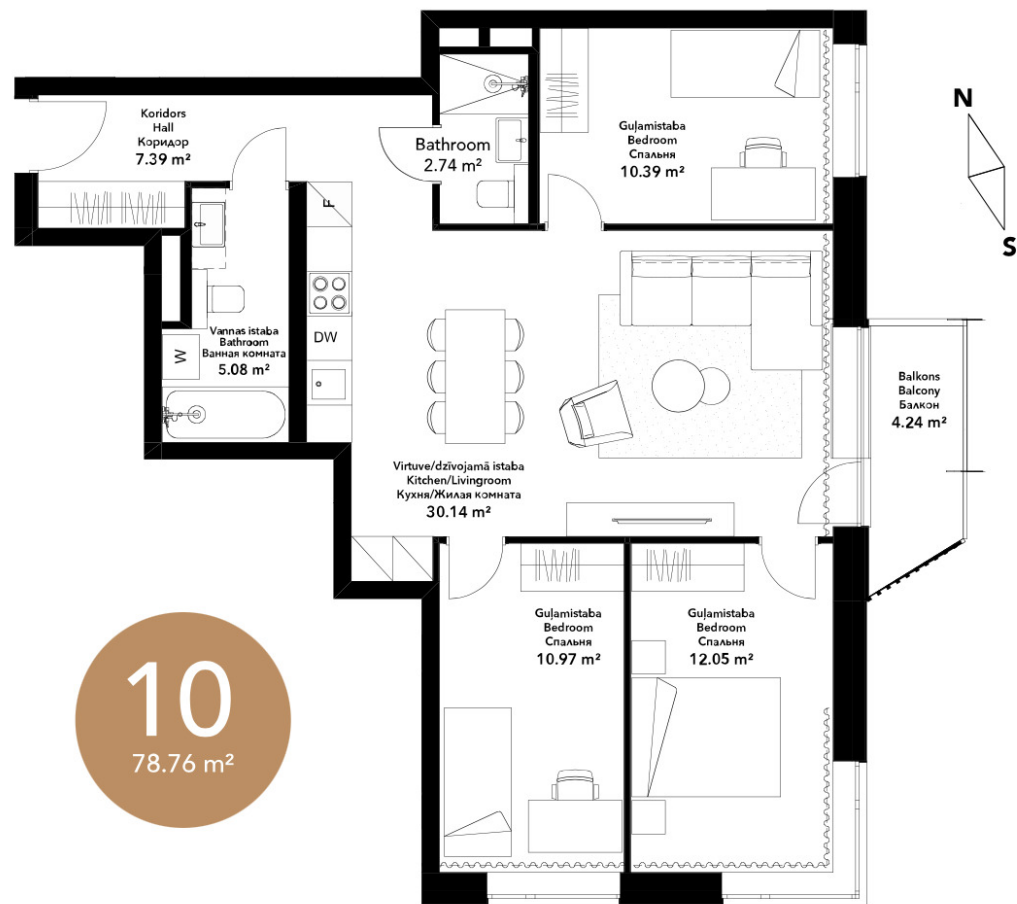 Koridors
Hall
Коридор
7.39 m²
Bathroom
2.74 m²
Guļamistaba
Bedroom
Спальня
10.39 m²
N
S
F
DW
W
Vannas istaba
Bathroom
Ванная комната
5.08 m²
Balkons
Balcony
Балкон
4.24 m²
Virtuve/dzīvojamā istaba
Kitchen/Livingroom
Кухня/Жилая комната
30.14 m²
Guļamistaba
Bedroom
Спальня
10.97 m²
Guļamistaba
Bedroom
Спальня
12.05 m²
10
78.76 m²